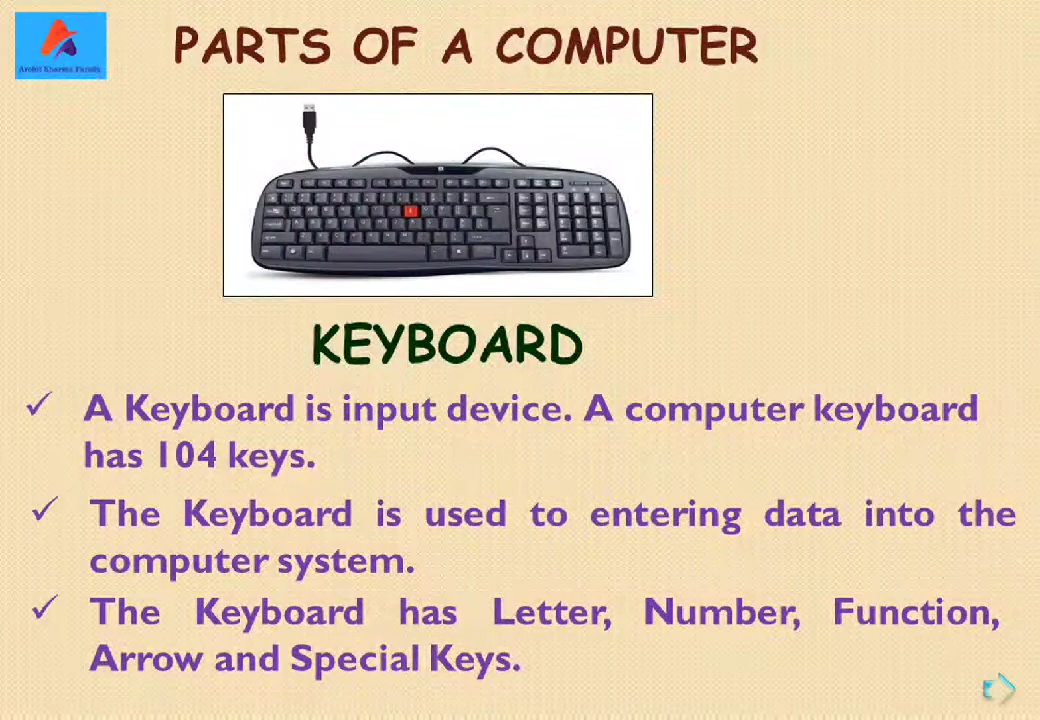 PARTS OF A COMPUTER
KEYBOARD
✓ A Keyboard is input device. A computer keyboard
has 104 keys.
✓ The Keyboard is used to entering data into the
computer system.
✓ The Keyboard has Letter, Number, Function,
Arrow and Special Keys.